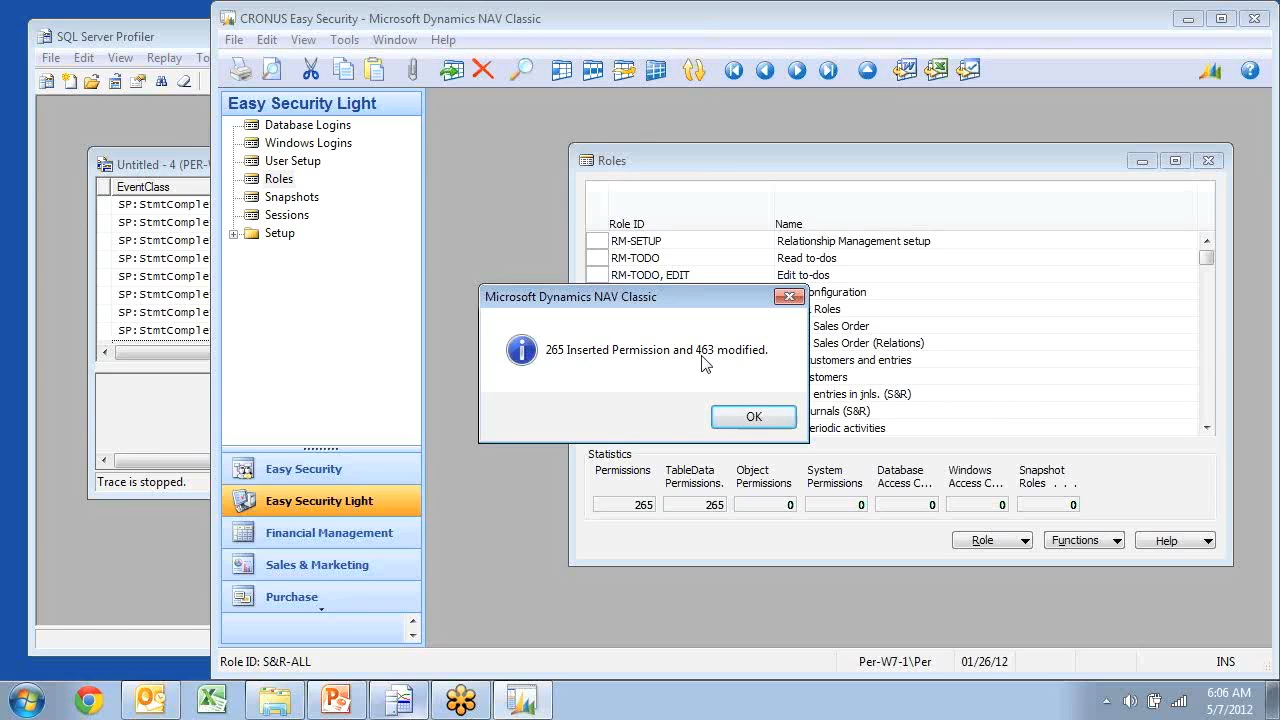 SQL Server Profiler
File Edit View Replay To
Untitled - 4 (PER-W
EventClass
SP:StmtComple
SP:StmtComple
SP:StmtComple
SP:StmtComple
SP:StmtComple
SP:StmtComple
SP:StmtComple
SP:StmtComple
Trace is stopped.
CRONUS Easy Security - Microsoft Dynamics NAV Classic
File Edit View Tools Window Help
Easy Security Light
Database Logins
Windows Logins
User Setup
Roles
Snapshots
Sessions
Setup
Easy Security
Easy Security Light
Financial Management
Sales & Marketing
Purchase
Roles
Role ID Name
RM-SETUP Relationship Management setup
RM-TODO Read to-dos
RM-TODO, EDIT Edit to-dos
onfiguration
Roles
Sales Order
Sales Order (Relations)
ustomers and entries
stomers
entries in jnls. (S&R)
urnals (S&R)
eriodic activities
Microsoft Dynamics NAV Classic
265 Inserted Permission and 463 modified.
OK
Statistics
Permissions TableData Permissions. Object Permissions System Permissions Database Access C... Windows Access C... Snapshot Roles . . .
265 265 0 0 0 0 0
Role Functions Help
Role ID: S&R-ALL Per-W7-1\Per 01/26/12 INS
6:06 AM
5/7/2012